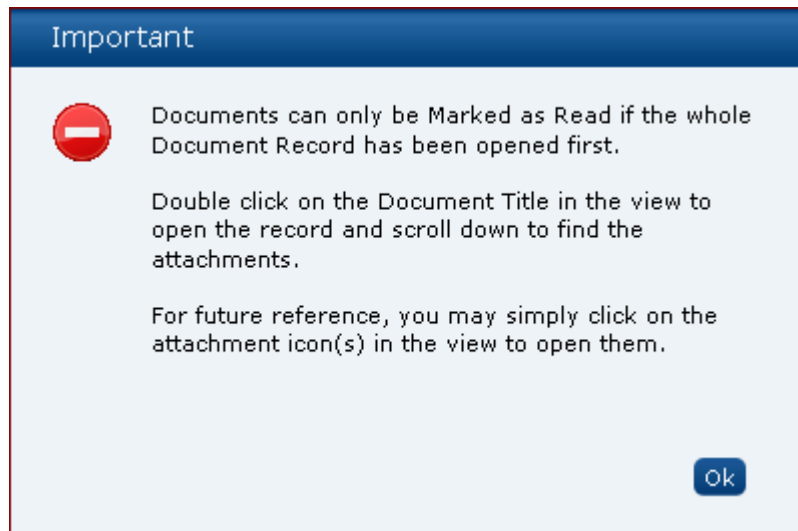 Important
Documents can only be Marked as Read if the whole
Document Record has been opened first.
Double click on the Document Title in the view to
open the record and scroll down to find the
attachments.
For future reference, you may simply click on the
attachment icon(s) in the view to open them.
Ok